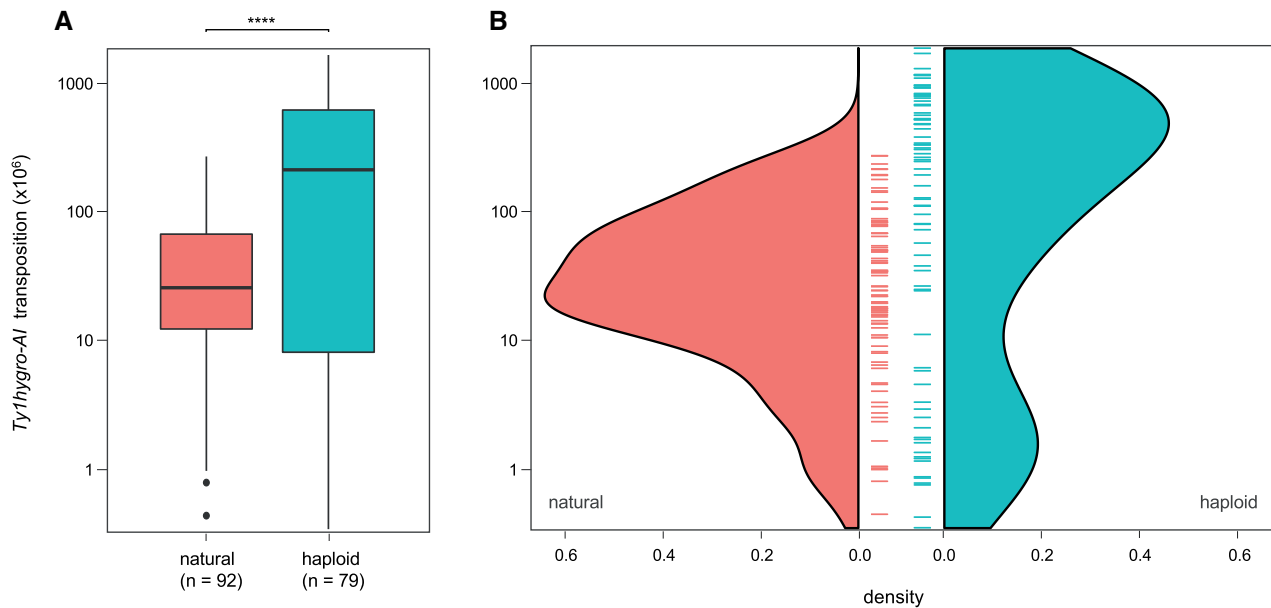 A
B
****
1000
100
10
1
Ty1hygro-AI transposition (x10⁶)
natural
(n = 92)
haploid
(n = 79)
1000
100
10
1
natural
haploid
0.6
0.4
0.2
0.0
0.0
0.2
0.4
0.6
density